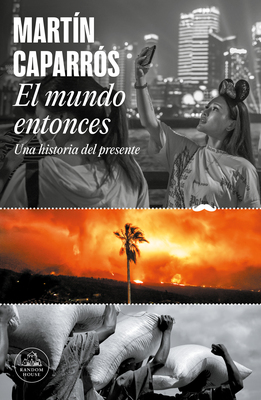 MARTÍN
CAPARRÓS
El mundo
entonces
Una historia del presente
RANDOM
HOUSE